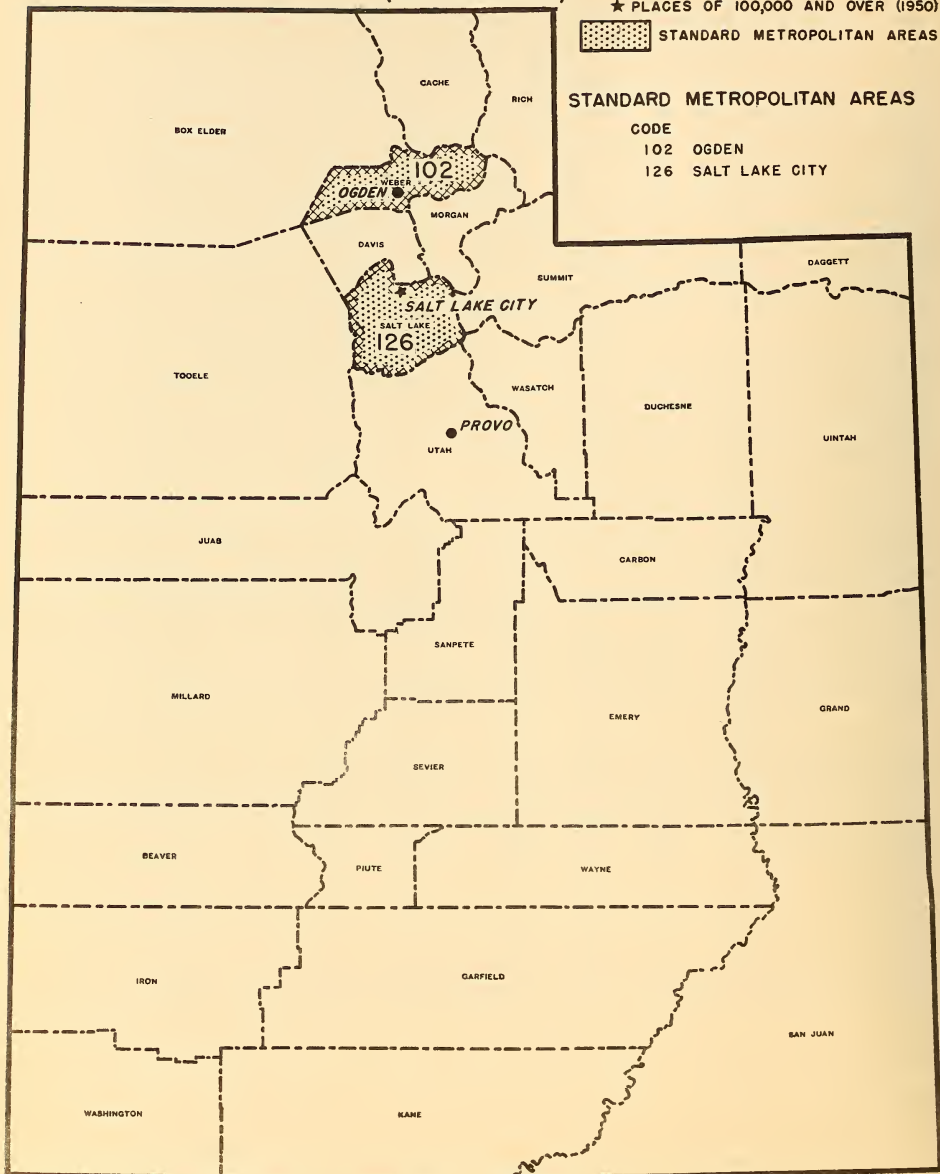 ★ PLACES OF 100,000 AND OVER (1950)
STANDARD METROPOLITAN AREAS
STANDARD METROPOLITAN AREAS
CODE
102 OGDEN
126 SALT LAKE CITY
CACHE
RICH
BOX ELDER
102
WEBER
OGDEN
MORGAN
DAVIS
SUMMIT
DAGGETT
SALT LAKE CITY
SALT LAKE
126
TOOELE
WASATCH
DUCHESNE
UINTAH
PROVO
UTAH
JUAB
CARBON
SANPETE
MILLARD
EMERY
GRAND
SEVIER
BEAVER
PIUTE
WAYNE
IRON
GARFIELD
SAN JUAN
WASHINGTON
KANE